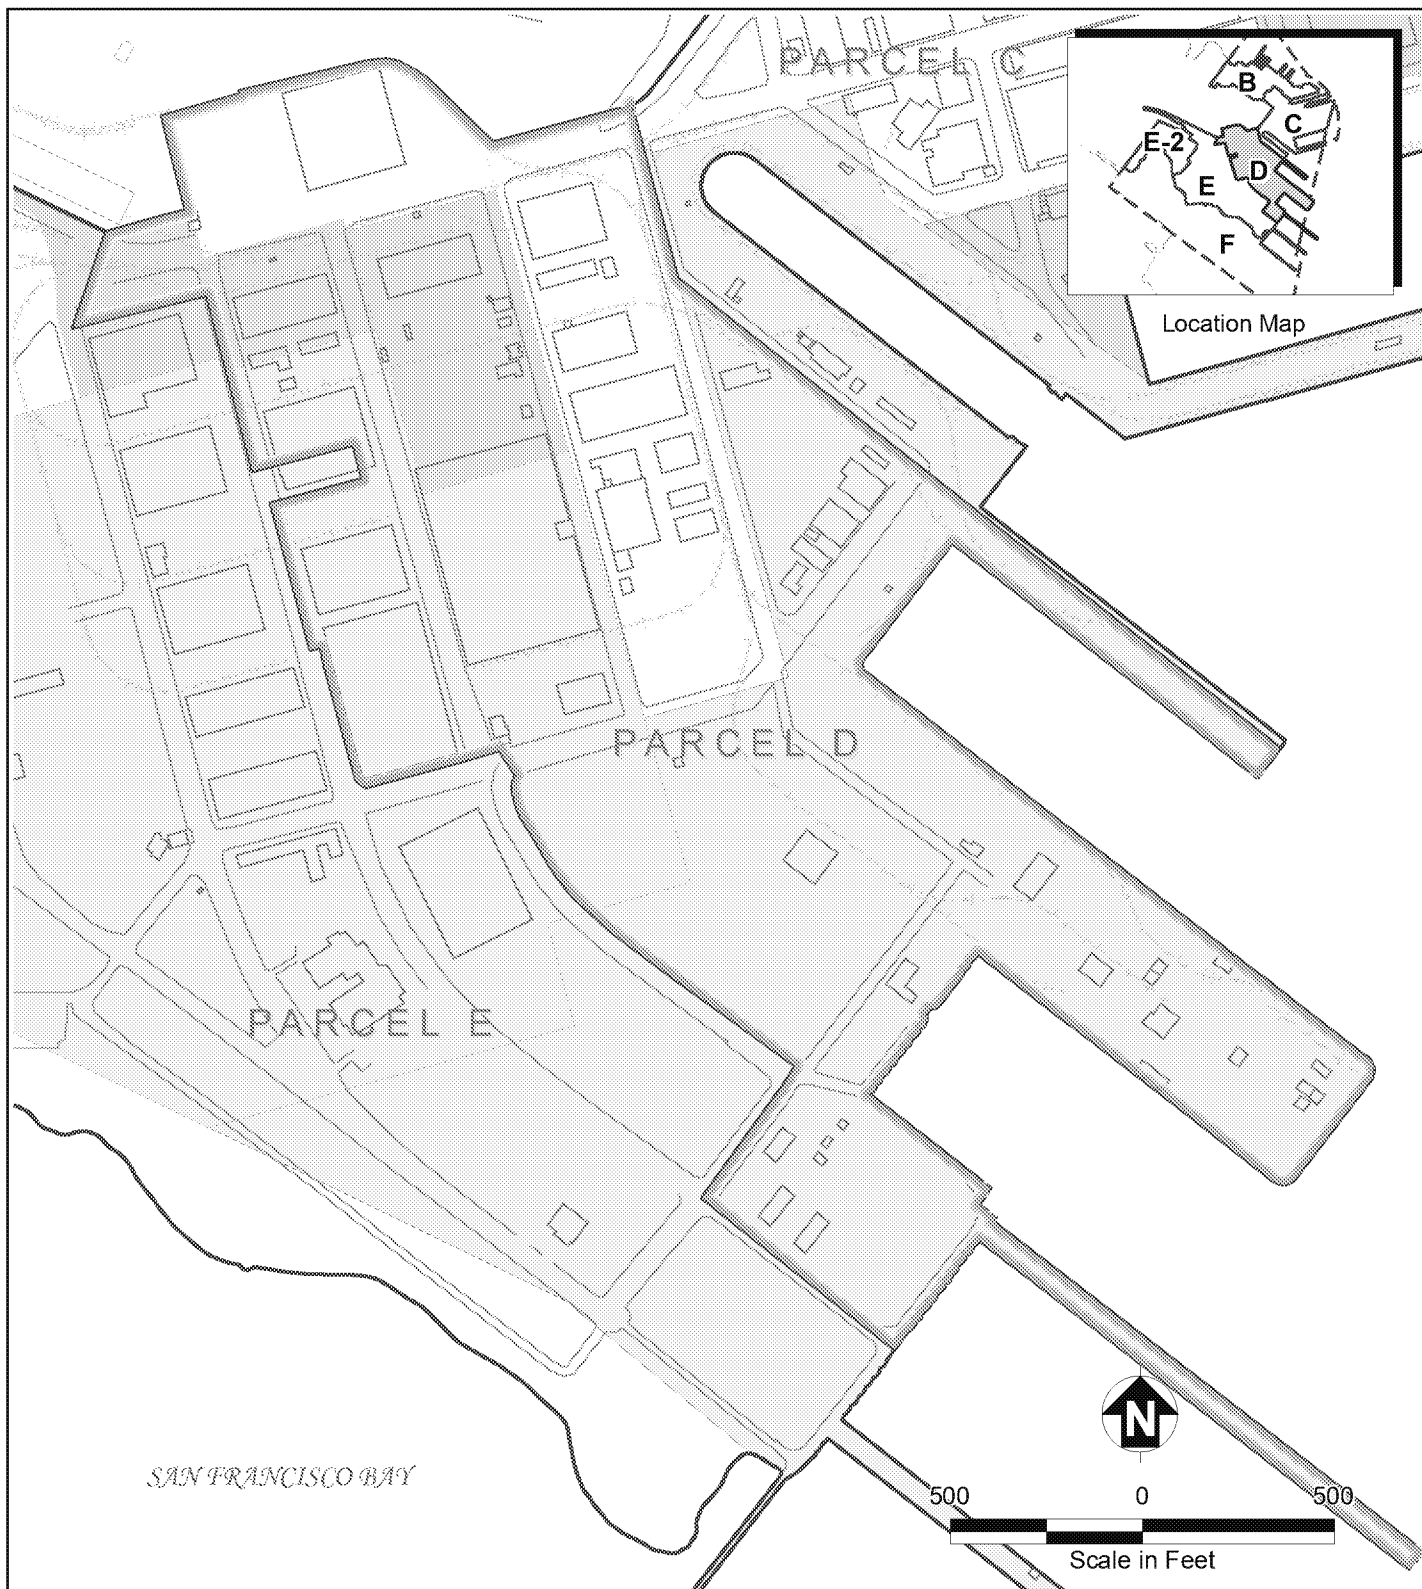 PARCEL C
B
C
E-2
D
E
F
Location Map
PARCEL D
PARCEL E
N
SAN FRANCISCO BAY
500 0 500
Scale in Feet